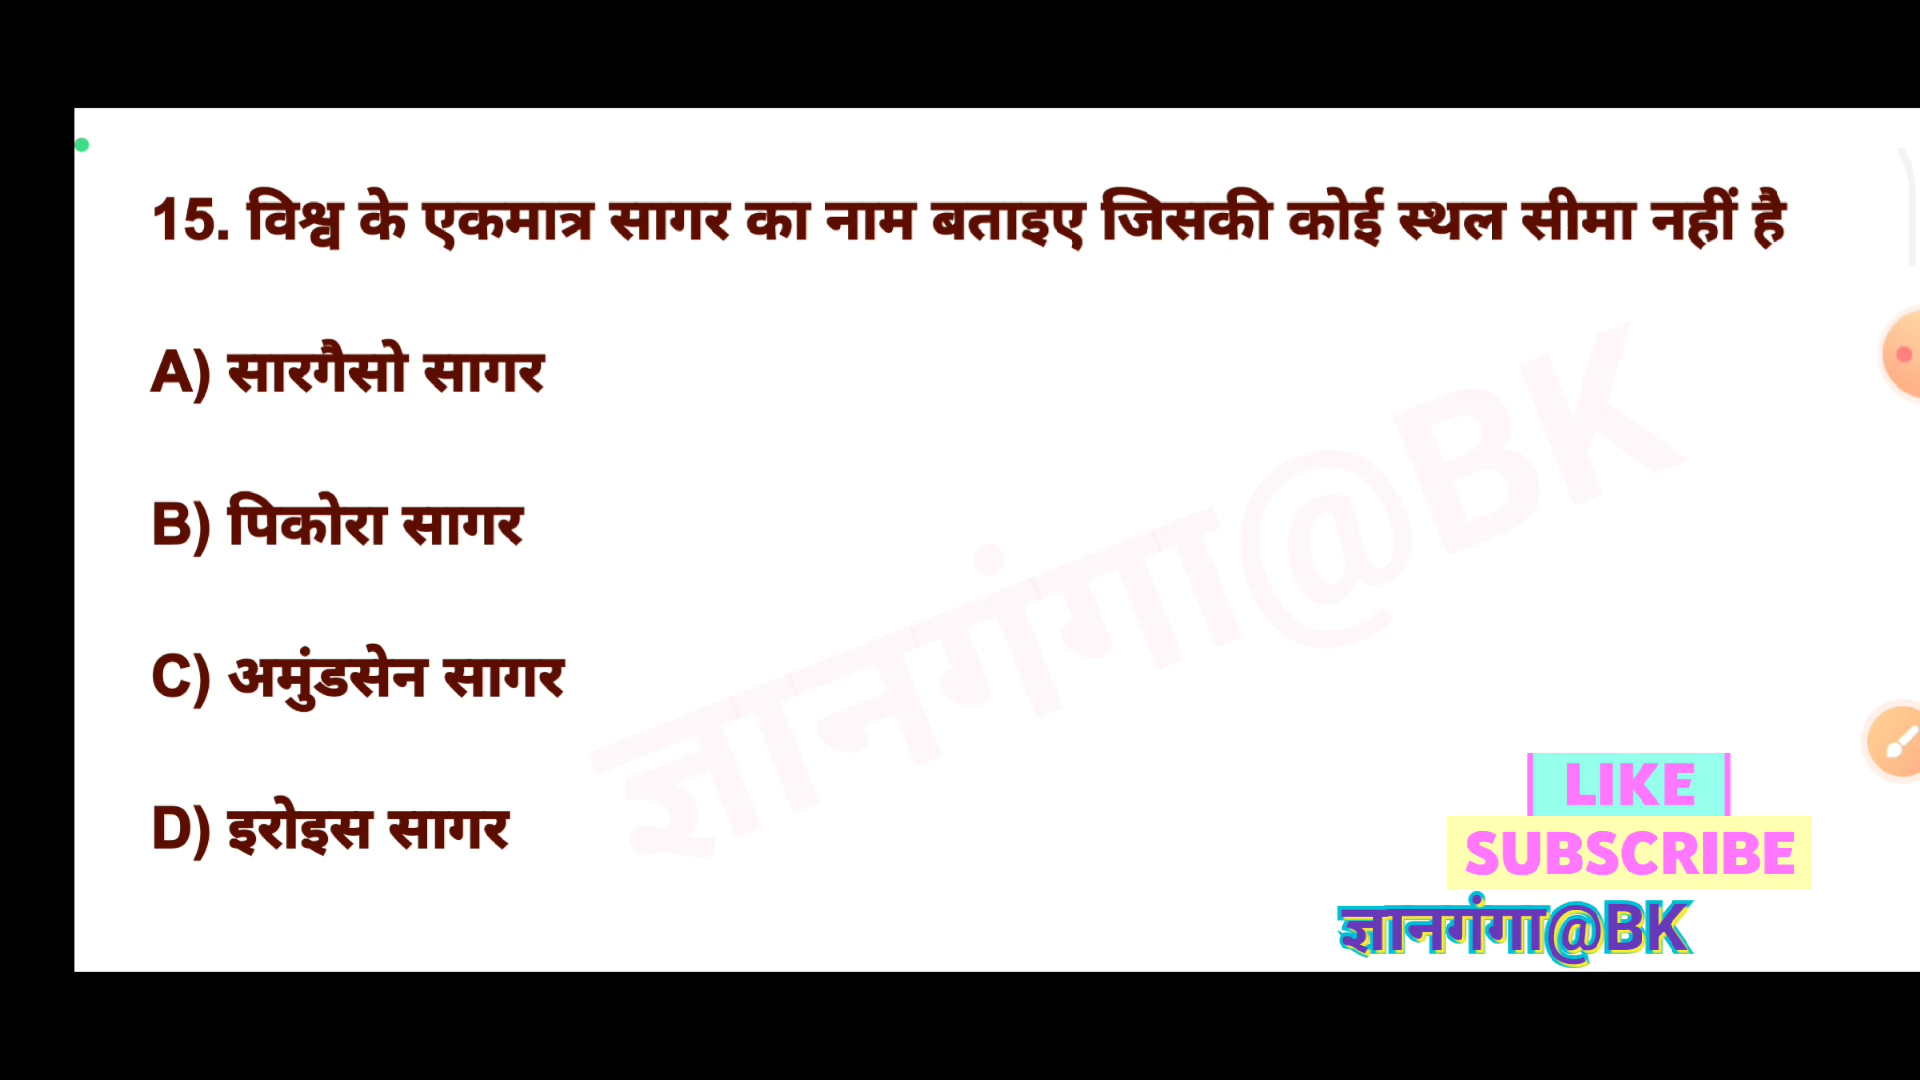 15. विश्व के एकमात्र सागर का नाम बताइए जिसकी कोई स्थल सीमा नहीं है
A) सारगैसो सागर
B) पिकोरा सागर
C) अमुंडसेन सागर
D) इरोइस सागर
ज्ञानगंगा@BK
LIKE
SUBSCRIBE
ज्ञानगंगा@BK